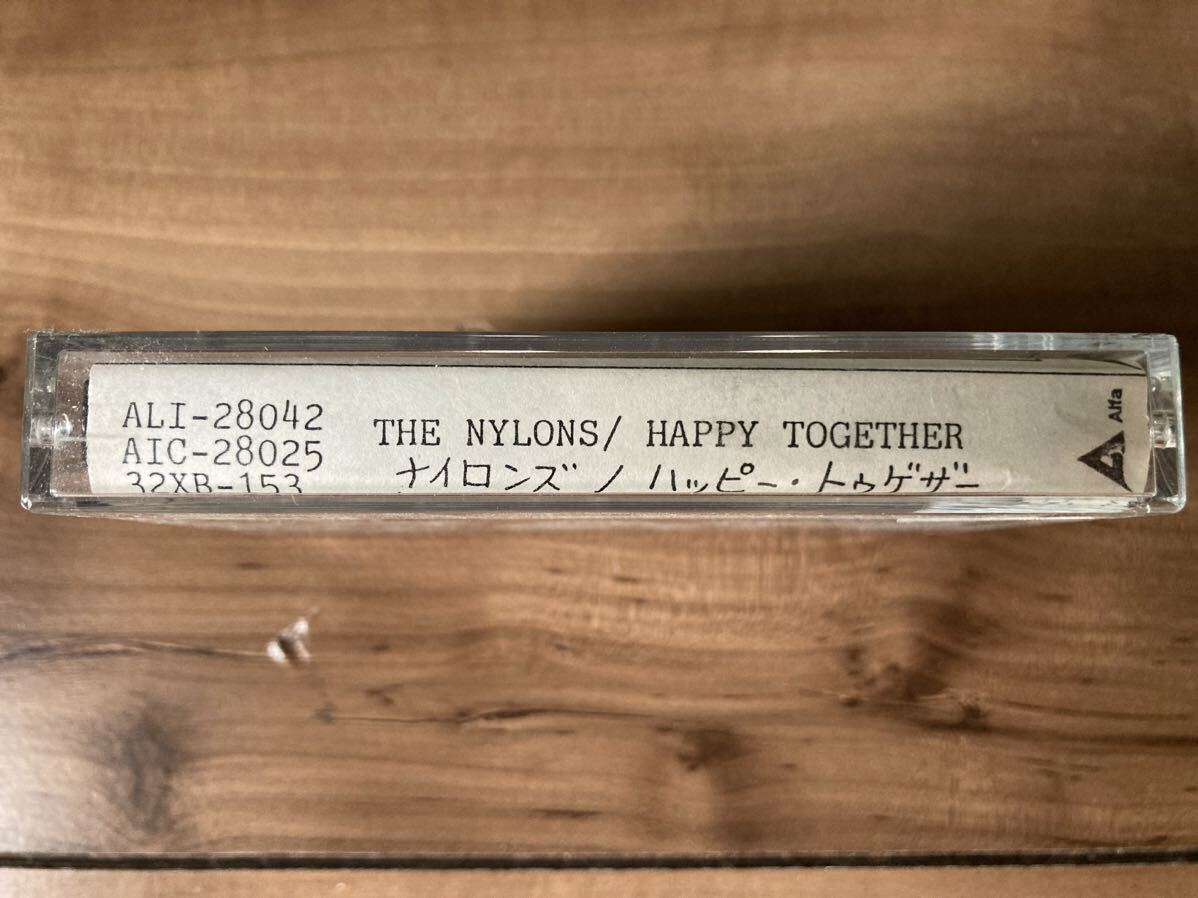 ALI-28042
AIC-28025
32XB-153
THE NYLONS/ HAPPY TOGETHER
ナイロンズ / ハッピー・トゥゲザー
Alfa